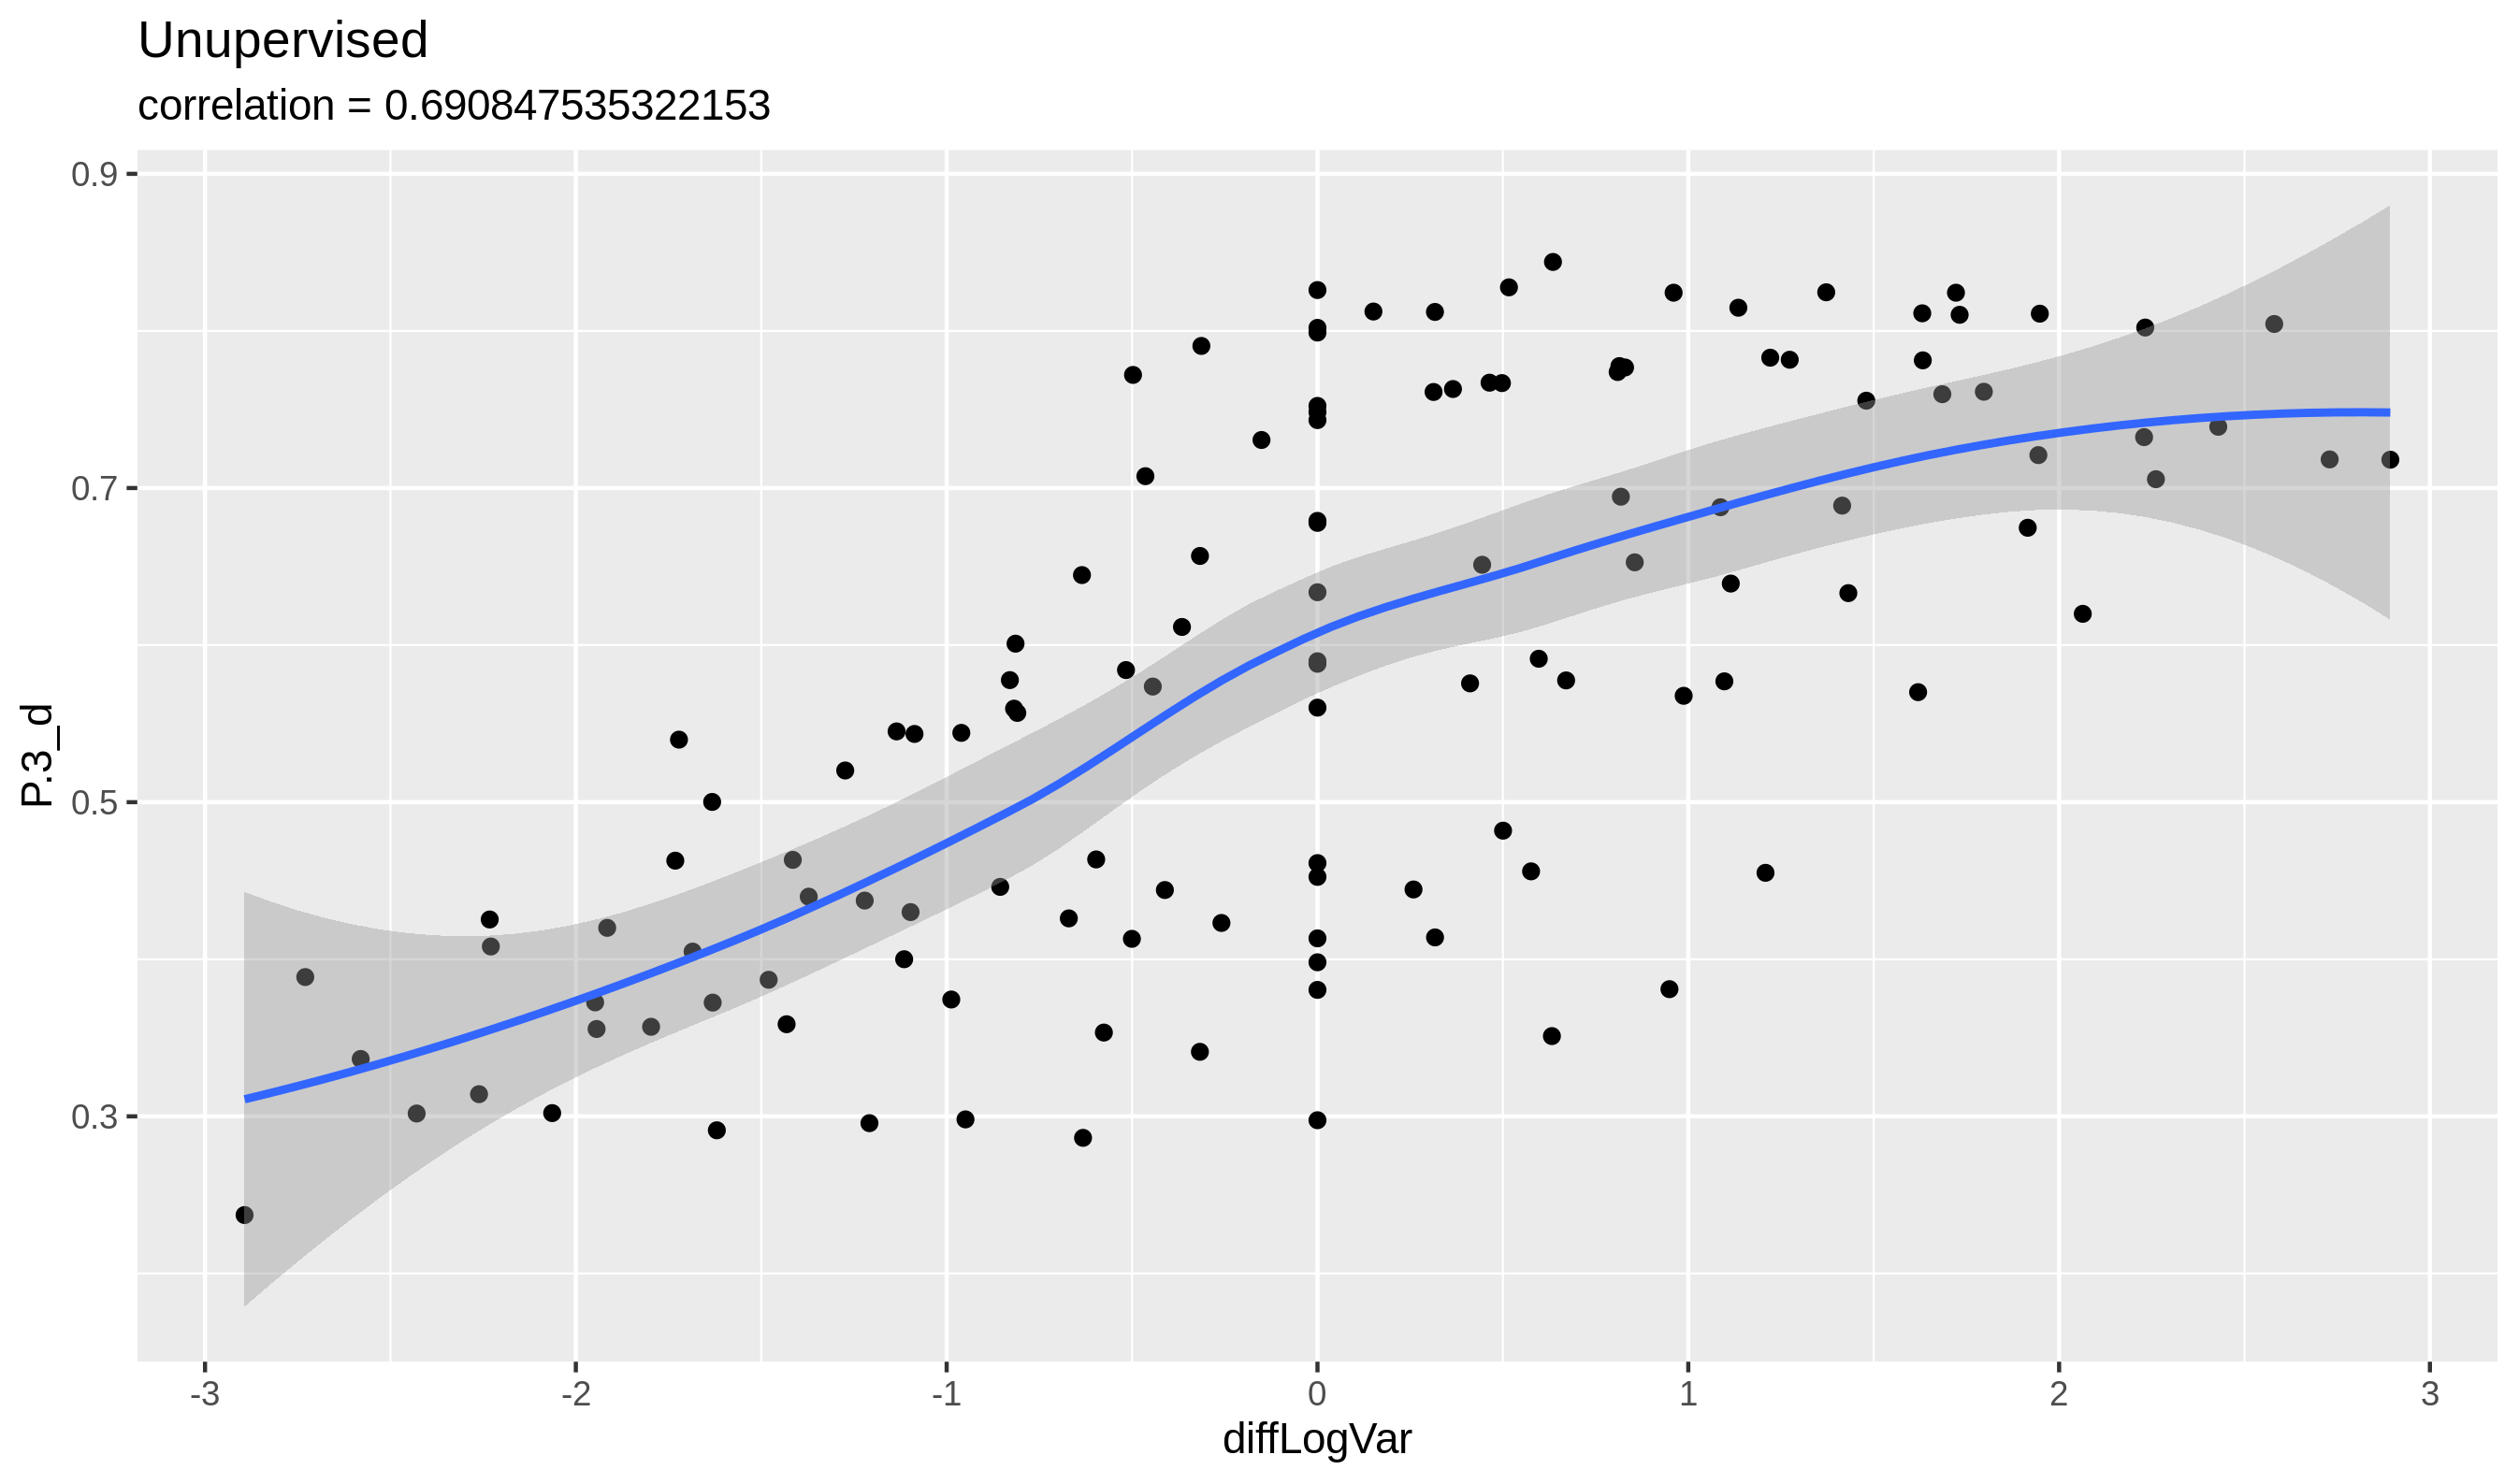 Unupervised
correlation = 0.690847535322153
0.9
0.7
0.5
0.3
P.3_d
-3
-2
-1
0
1
2
3
diffLogVar